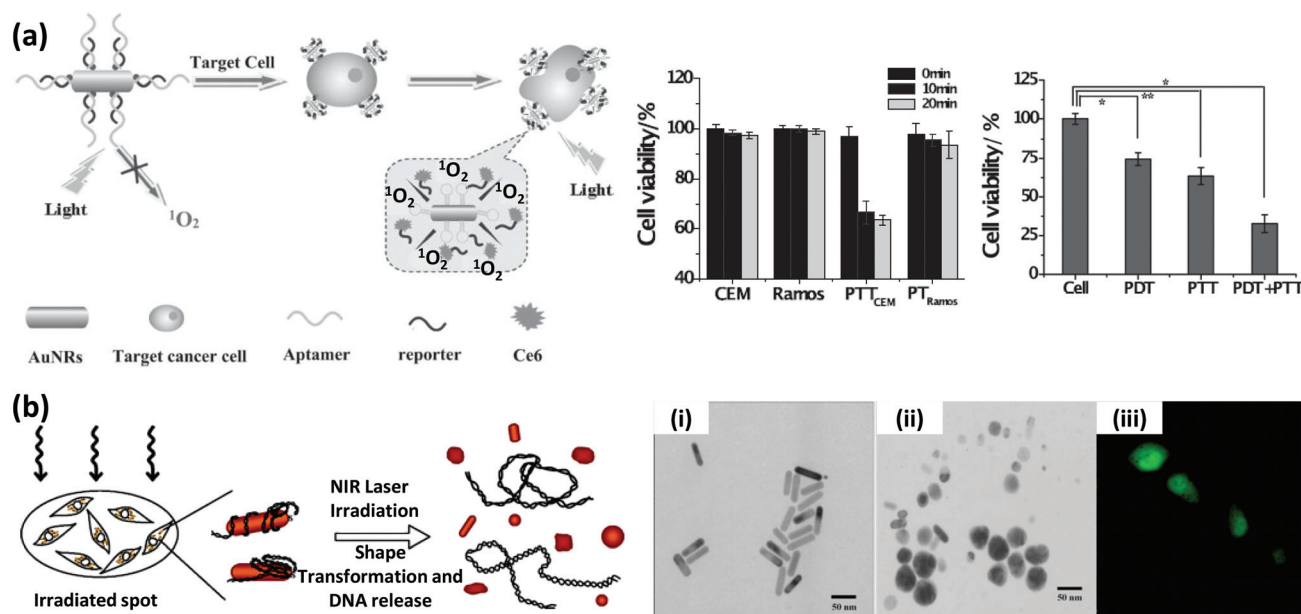 (a)
Target Cell
Light
¹O₂
¹O₂
¹O₂
¹O₂
¹O₂
¹O₂
¹O₂
Light
AuNRs
Target cancer cell
Aptamer
reporter
Ce6
Cell viability/%
120
100
80
60
40
0min
10min
20min
CEM
Ramos
PTT_CEM
PT_Ramos
Cell viability/ %
125
100
75
50
25
0
*
**
*
Cell
PDT
PTT
PDT+PTT
(b)
Irradiated spot
NIR Laser
Irradiation
Shape
Transformation and
DNA release
(i)
50 nm
(ii)
50 nm
(iii)